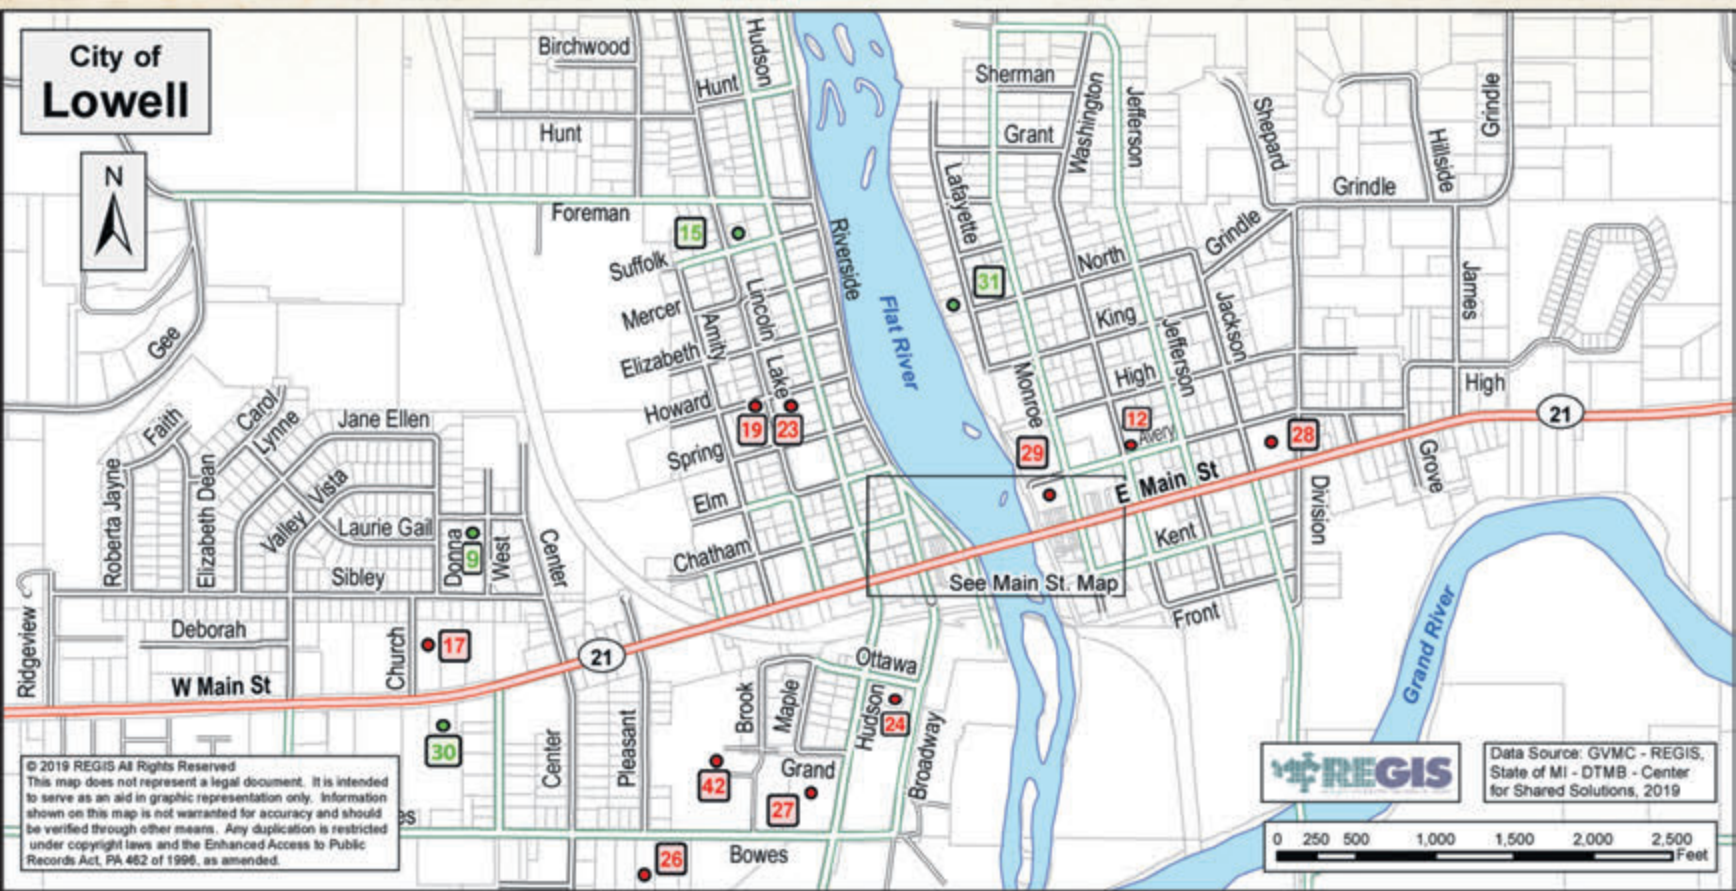 City of
Lowell
N
Birchwood
Hudson
Hunt
Hunt
Foreman
15
Suffolk
Mercer
Amity
Lincoln
Elizabeth
Lake
Howard
19
23
Spring
Elm
Chatham
Riverside
Flat River
Sherman
Grant
Washington
Jefferson
Lafayette
31
North
King
Jefferson
High
Monroe
12
Avery
29
E Main St
Kent
Front
See Main St. Map
Shepard
Grindle
Hillside
Grindle
Grindle
Jackson
James
High
28
21
Grove
Division
Grand River
Gee
Faith
Carol
Lynne
Jane Ellen
Roberta Jayne
Elizabeth Dean
Vista
Valley
Laurie Gail
Donna
9
West
Center
Sibley
Ridgeview
Deborah
Church
17
W Main St
21
30
Center
Pleasant
Brook
Maple
Ottawa
Hudson
24
Broadway
42
Grand
27
26
Bowes
es
© 2019 REGIS All Rights Reserved
This map does not represent a legal document. It is intended
to serve as an aid in graphic representation only. Information
shown on this map is not warranted for accuracy and should
be verified through other means. Any duplication is restricted
under copyright laws and the Enhanced Access to Public
Records Act, PA 462 of 1996, as amended.
REGIS
Data Source: GVMC - REGIS,
State of MI - DTMB - Center
for Shared Solutions, 2019
0 250 500 1,000 1,500 2,000 2,500
Feet